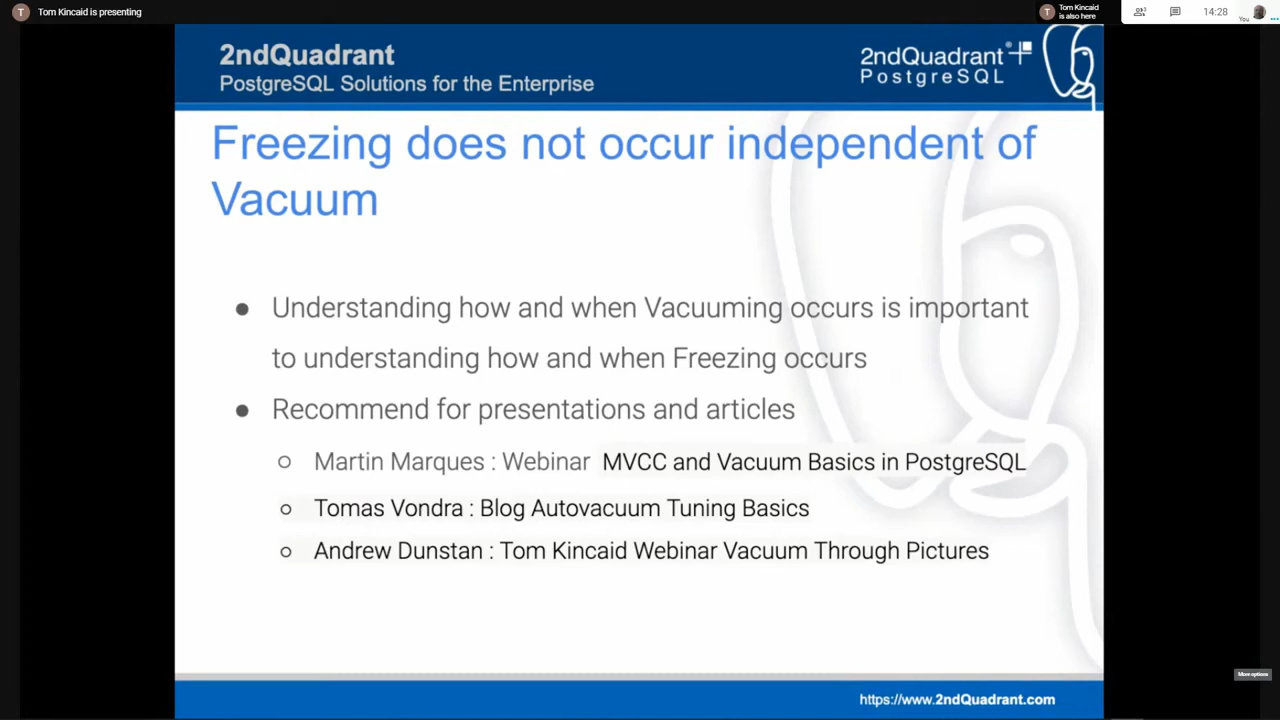 Tom Kincaid is presenting
T
T
Tom Kincaid
is also here
3
14:28
You
2ndQuadrant
PostgreSQL Solutions for the Enterprise
2ndQuadrant®
PostgreSQL
Freezing does not occur independent of
Vacuum
● Understanding how and when Vacuuming occurs is important
to understanding how and when Freezing occurs
● Recommend for presentations and articles
○ Martin Marques : Webinar MVCC and Vacuum Basics in PostgreSQL
○ Tomas Vondra : Blog Autovacuum Tuning Basics
○ Andrew Dunstan : Tom Kincaid Webinar Vacuum Through Pictures
More options
https://www.2ndQuadrant.com